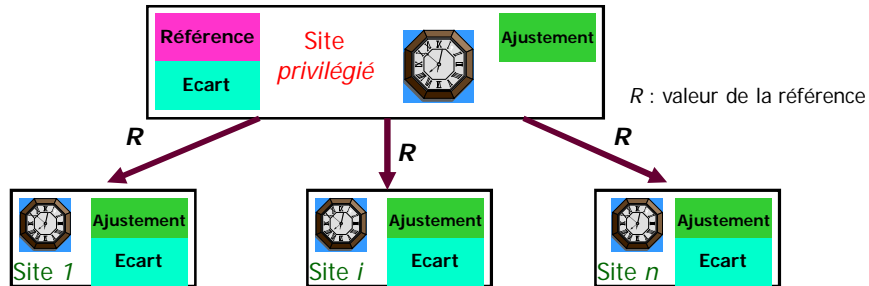 Référence
Site
privilégié
Ajustement
Ecart
R : valeur de la référence
R
R
R
Ajustement
Ecart
Site 1
Ajustement
Ecart
Site i
Ajustement
Ecart
Site n